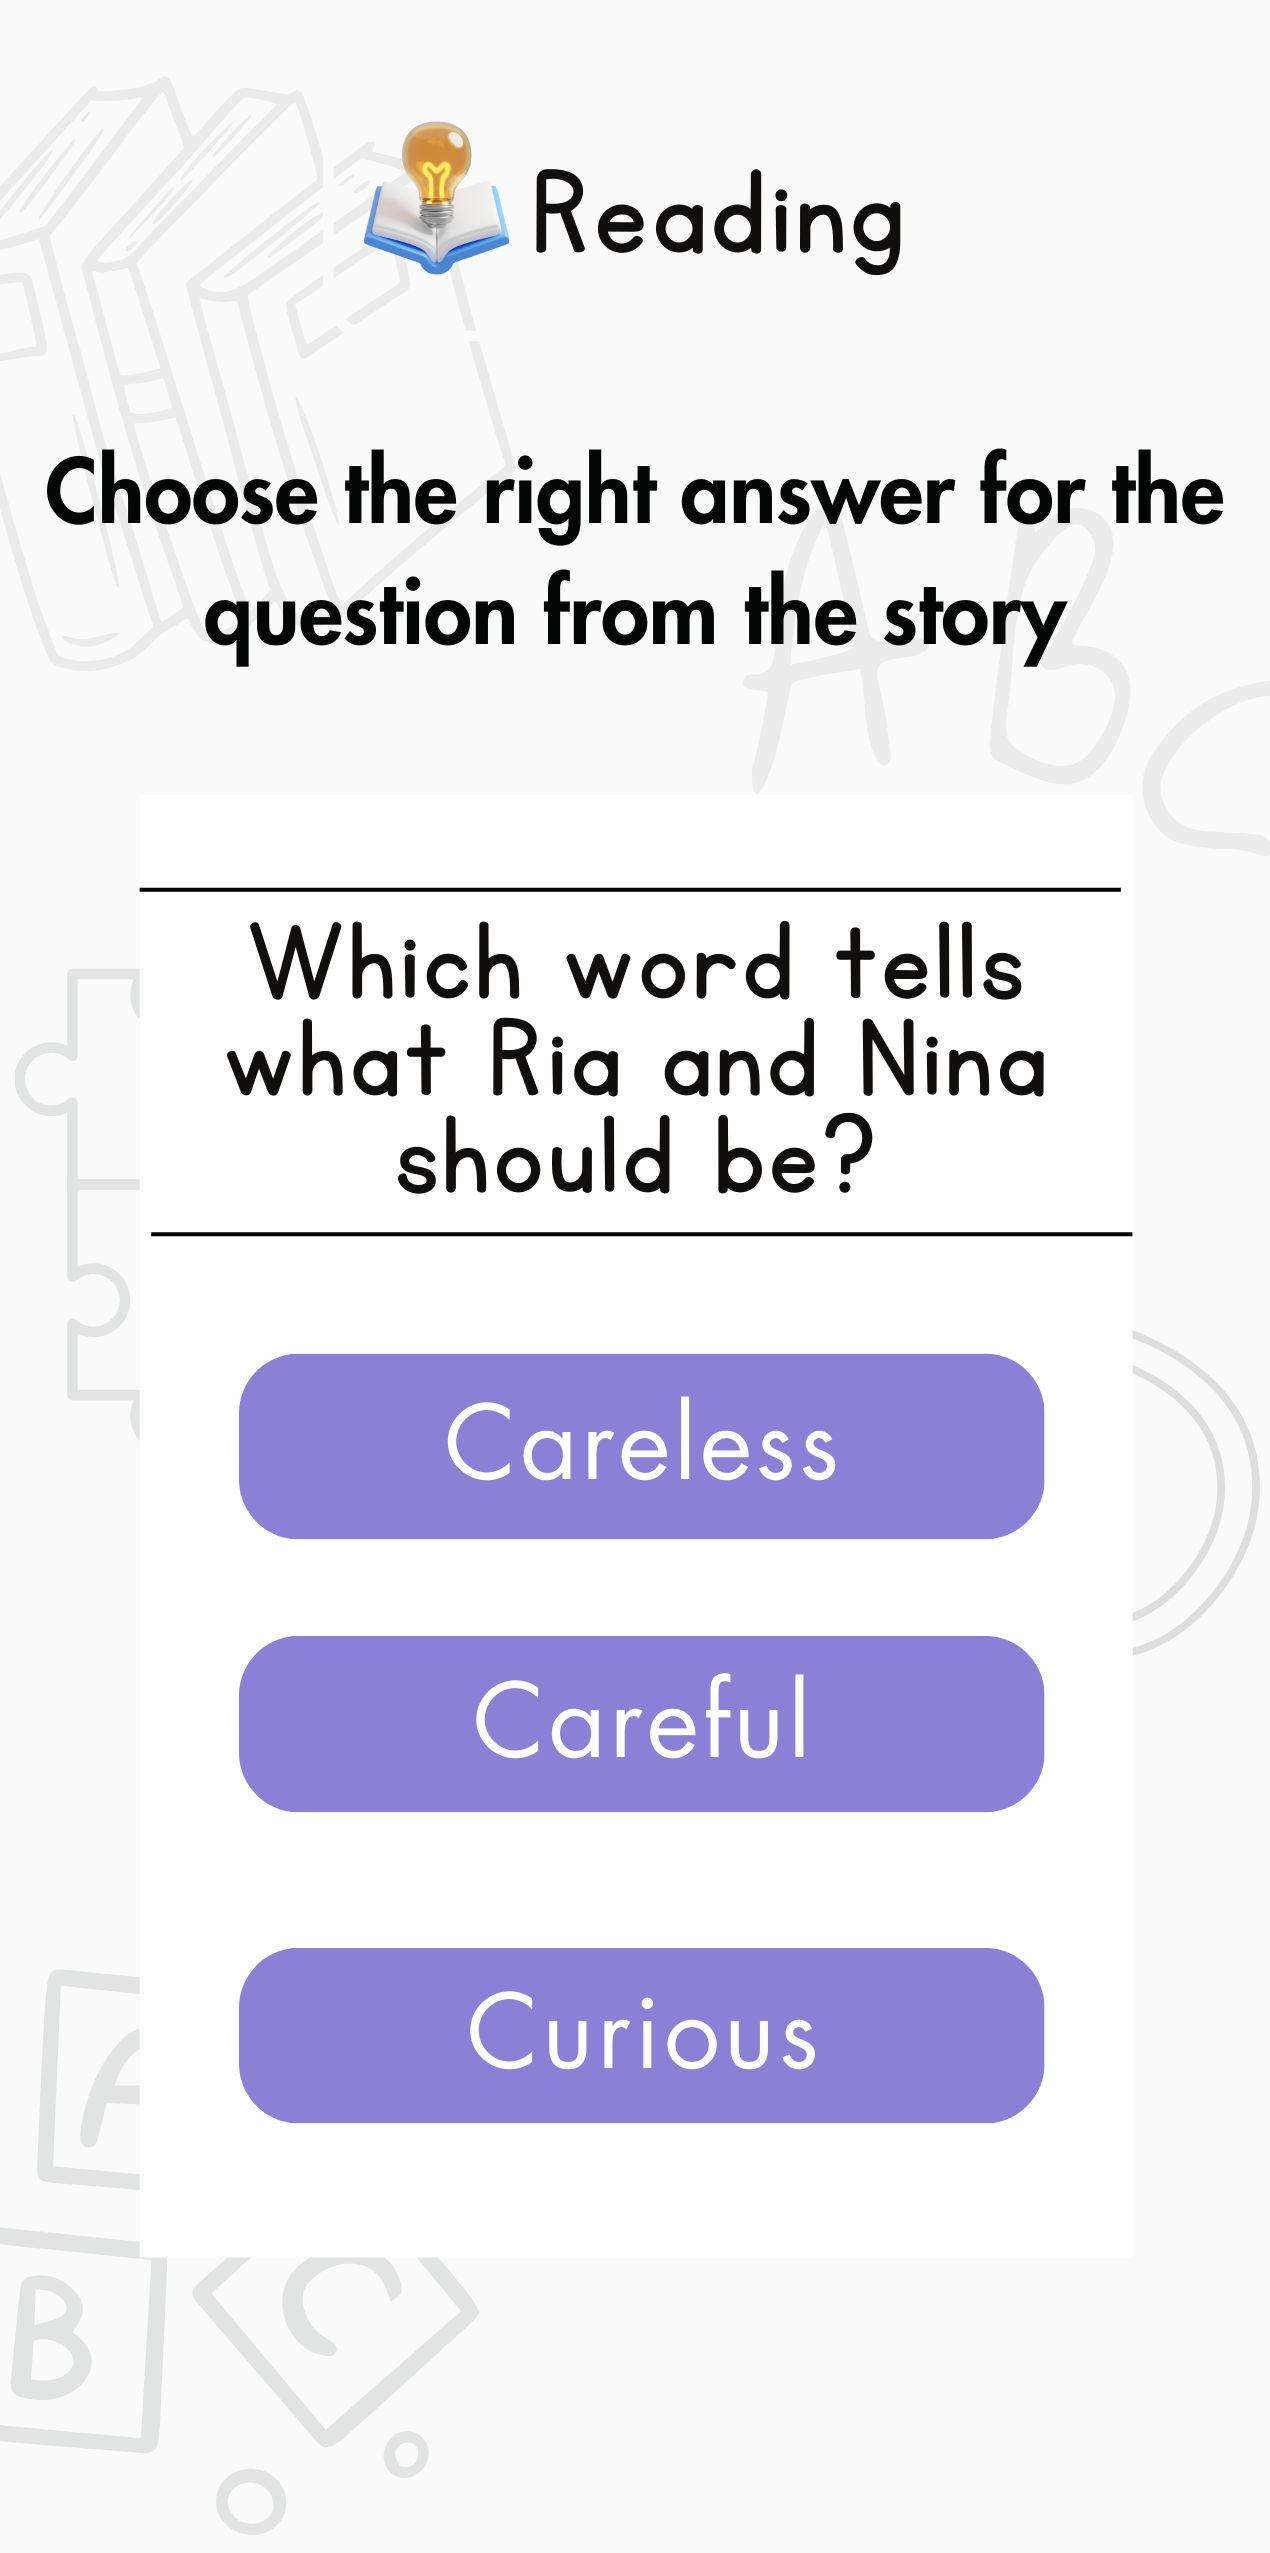 Reading
Choose the right answer for the
question from the story
A B
Which word tells
what Ria and Nina
should be?
Careless
Careful
Curious
A
B
C